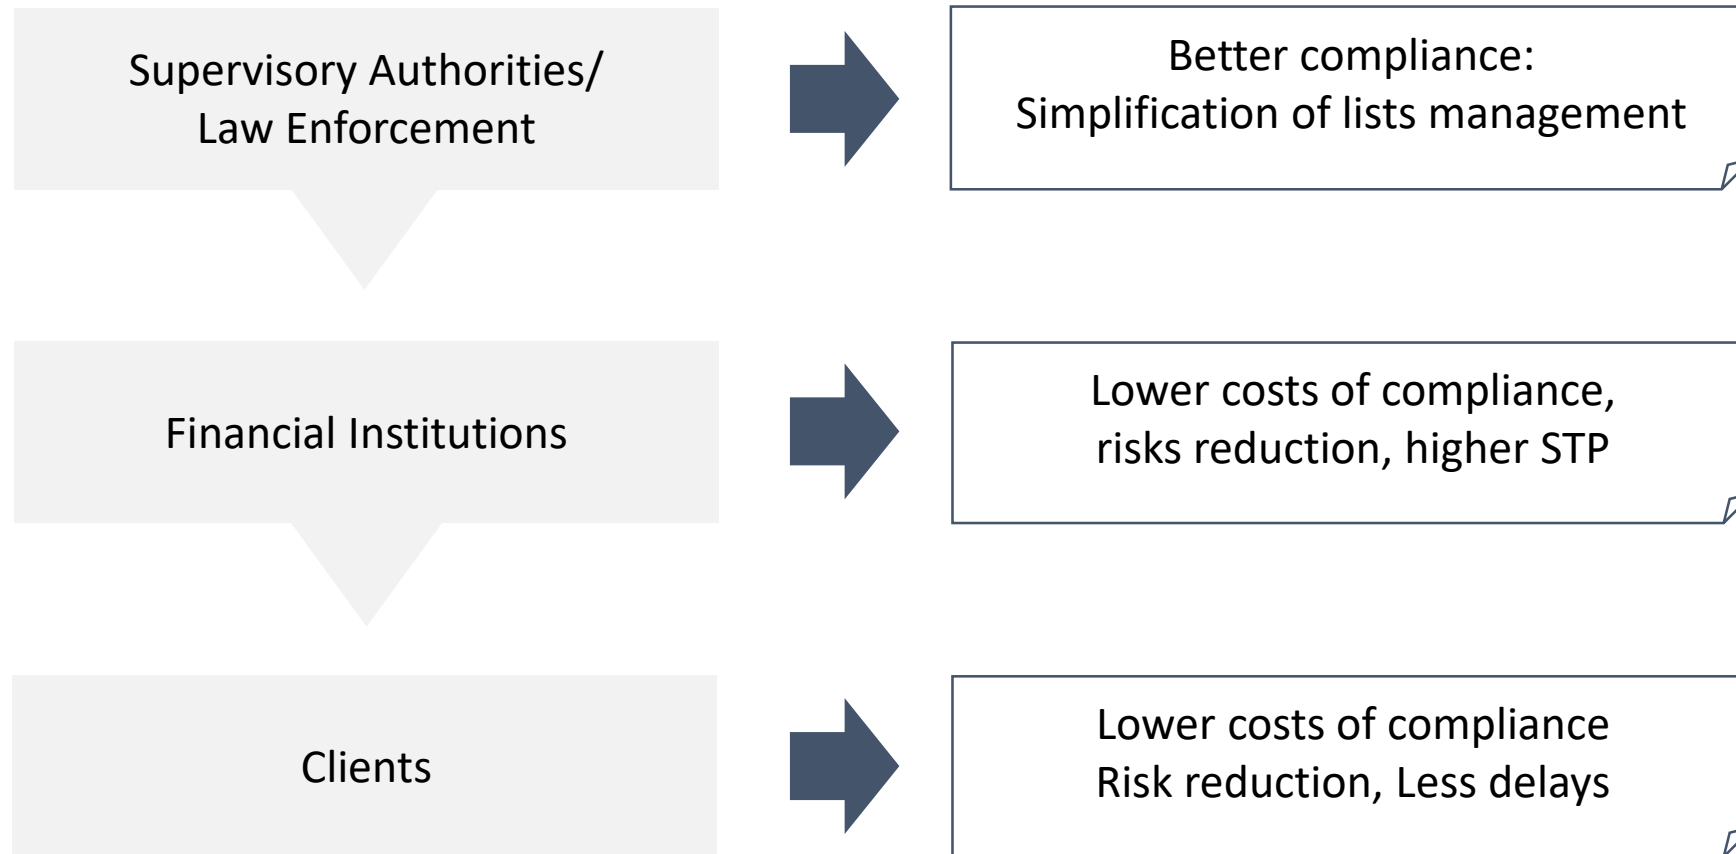 Supervisory Authorities/
Law Enforcement
Better compliance:
Simplification of lists management
Financial Institutions
Lower costs of compliance,
risks reduction, higher STP
Clients
Lower costs of compliance
Risk reduction, Less delays